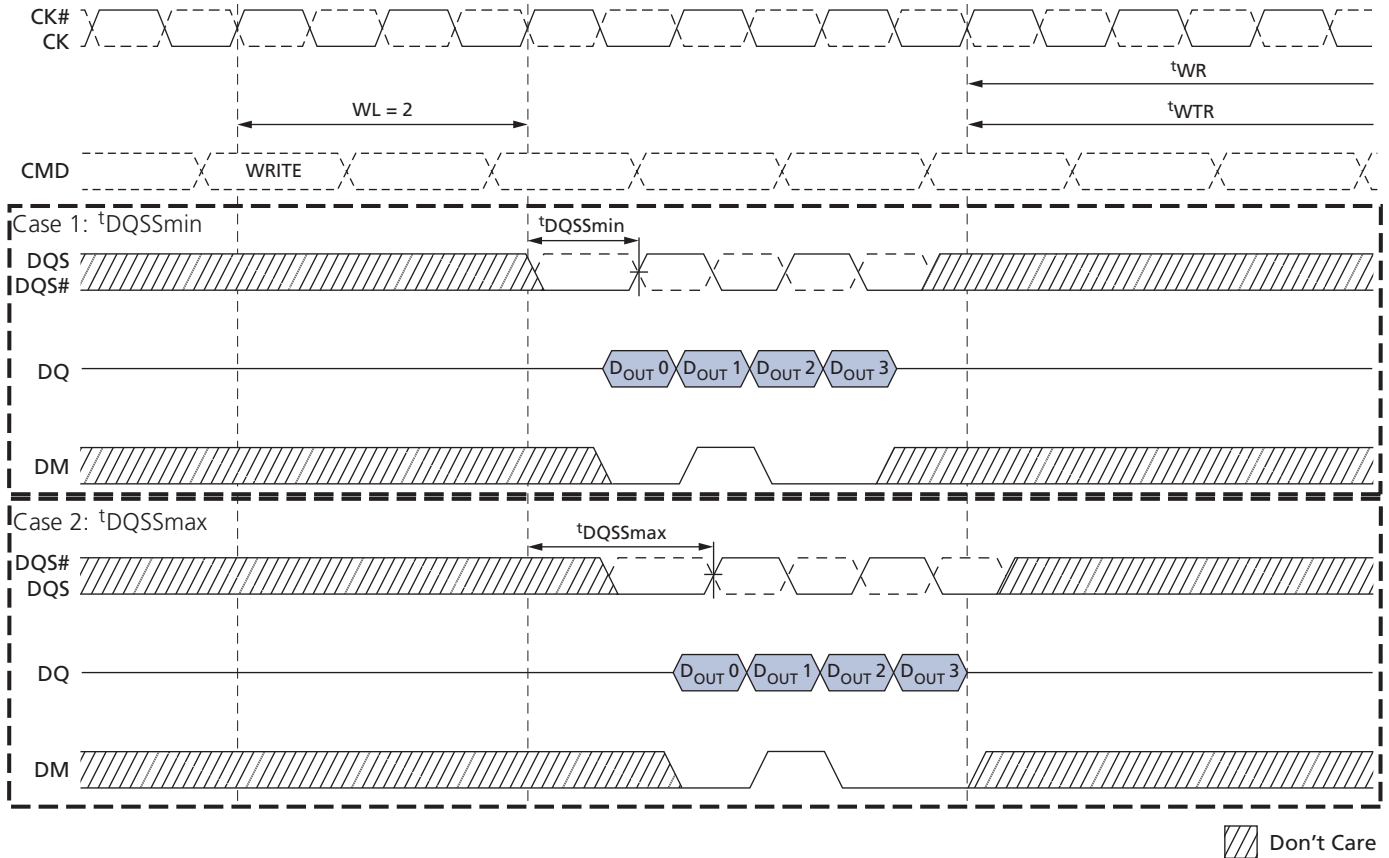 CK#
CK
tWR
WL = 2
tWTR
CMD
WRITE
Case 1: tDQSSmin
tDQSSmin
DQS
DQS#
DQ
DOUT 0 DOUT 1 DOUT 2 DOUT 3
DM
Case 2: tDQSSmax
tDQSSmax
DQS#
DQS
DQ
DOUT 0 DOUT 1 DOUT 2 DOUT 3
DM
Don't Care